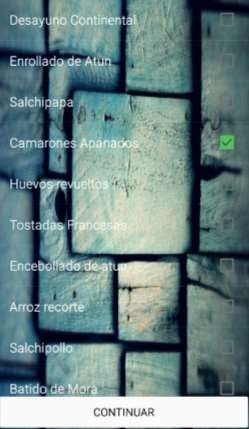 Desayuno Continental
Enrollado de Atun
Salchipapa
Camarones Apanados
Huevos revueltos
Tostadas Francesas
Encebollado de atun
Arroz recorte
Salchipollo
Batido de Mora
CONTINUAR